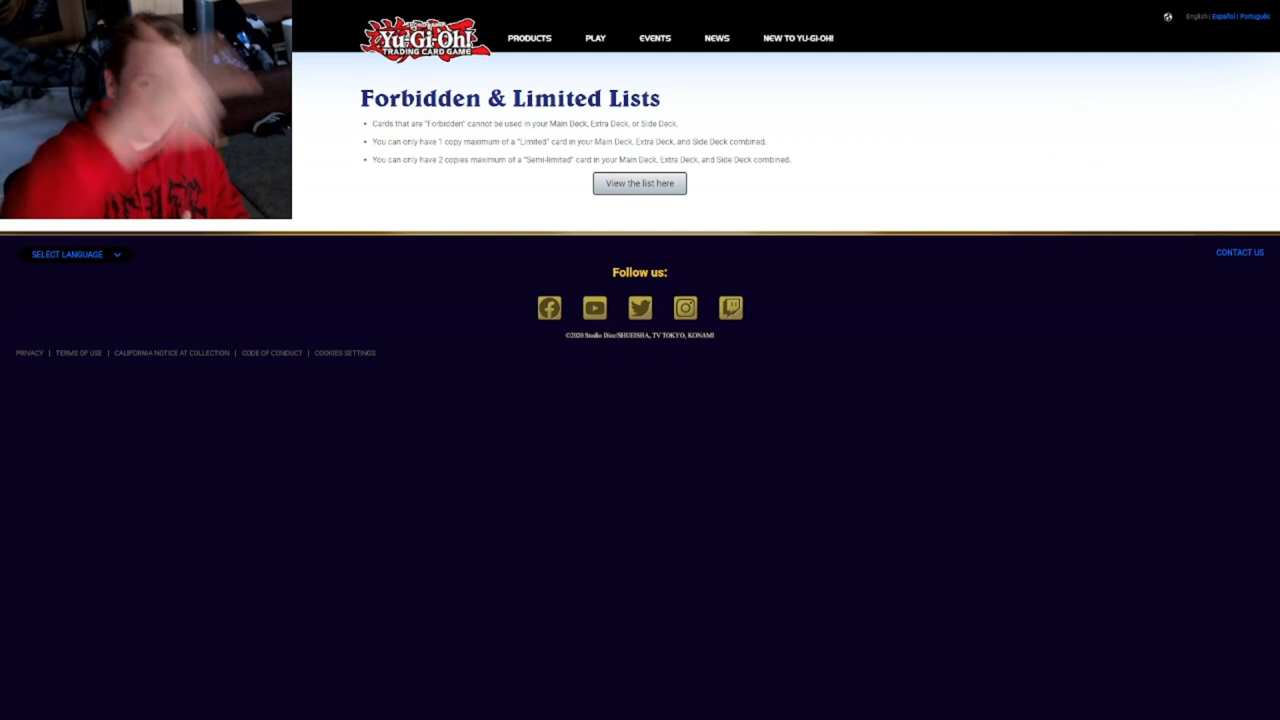 English | Español | Português
Yu-Gi-Oh!
TRADING CARD GAME
PRODUCTS PLAY EVENTS NEWS NEW TO YU-GI-OH!
Forbidden & Limited Lists
Cards that are "Forbidden" cannot be used in your Main Deck, Extra Deck, or Side Deck.
You can only have 1 copy maximum of a "Limited" card in your Main Deck, Extra Deck, and Side Deck combined.
You can only have 2 copies maximum of a "Semi-limited" card in your Main Deck, Extra Deck, and Side Deck combined.
View the list here
SELECT LANGUAGE
CONTACT US
Follow us:
©2020 Studio Dice/SHUEISHA, TV TOKYO, KONAMI
PRIVACY | TERMS OF USE | CALIFORNIA NOTICE AT COLLECTION | CODE OF CONDUCT | COOKIES SETTINGS